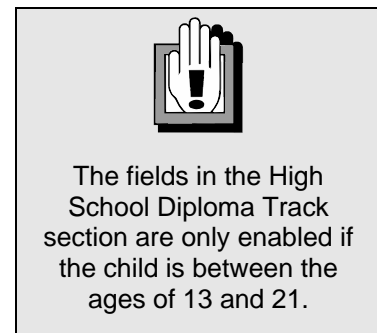 The fields in the High
School Diploma Track
section are only enabled if
the child is between the
ages of 13 and 21.